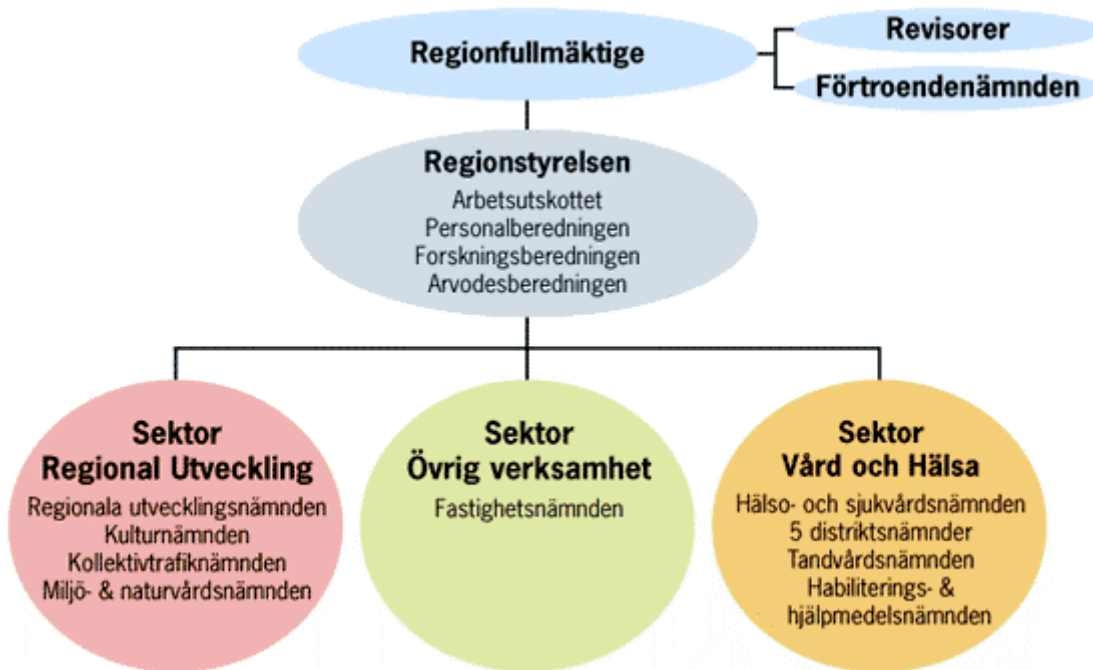 Regionfullmäktige
Revisorer
Förtroendenämnden
Regionstyrelsen
Arbetsutskottet
Personalberedningen
Forskningsberedningen
Arvodesberedningen
Sektor
Regional Utveckling
Regionala utvecklingsnämnden
Kulturnämnden
Kollektivtrafiknämnden
Miljö- & naturvårdsnämnden
Sektor
Övrig verksamhet
Fastighetsnämnden
Sektor
Vård och Hälsa
Hälso- och sjukvårdsnämnden
5 distriktsnämnder
Tandvårdsnämnden
Habiliterings- &
hjälpmedelsnämnden